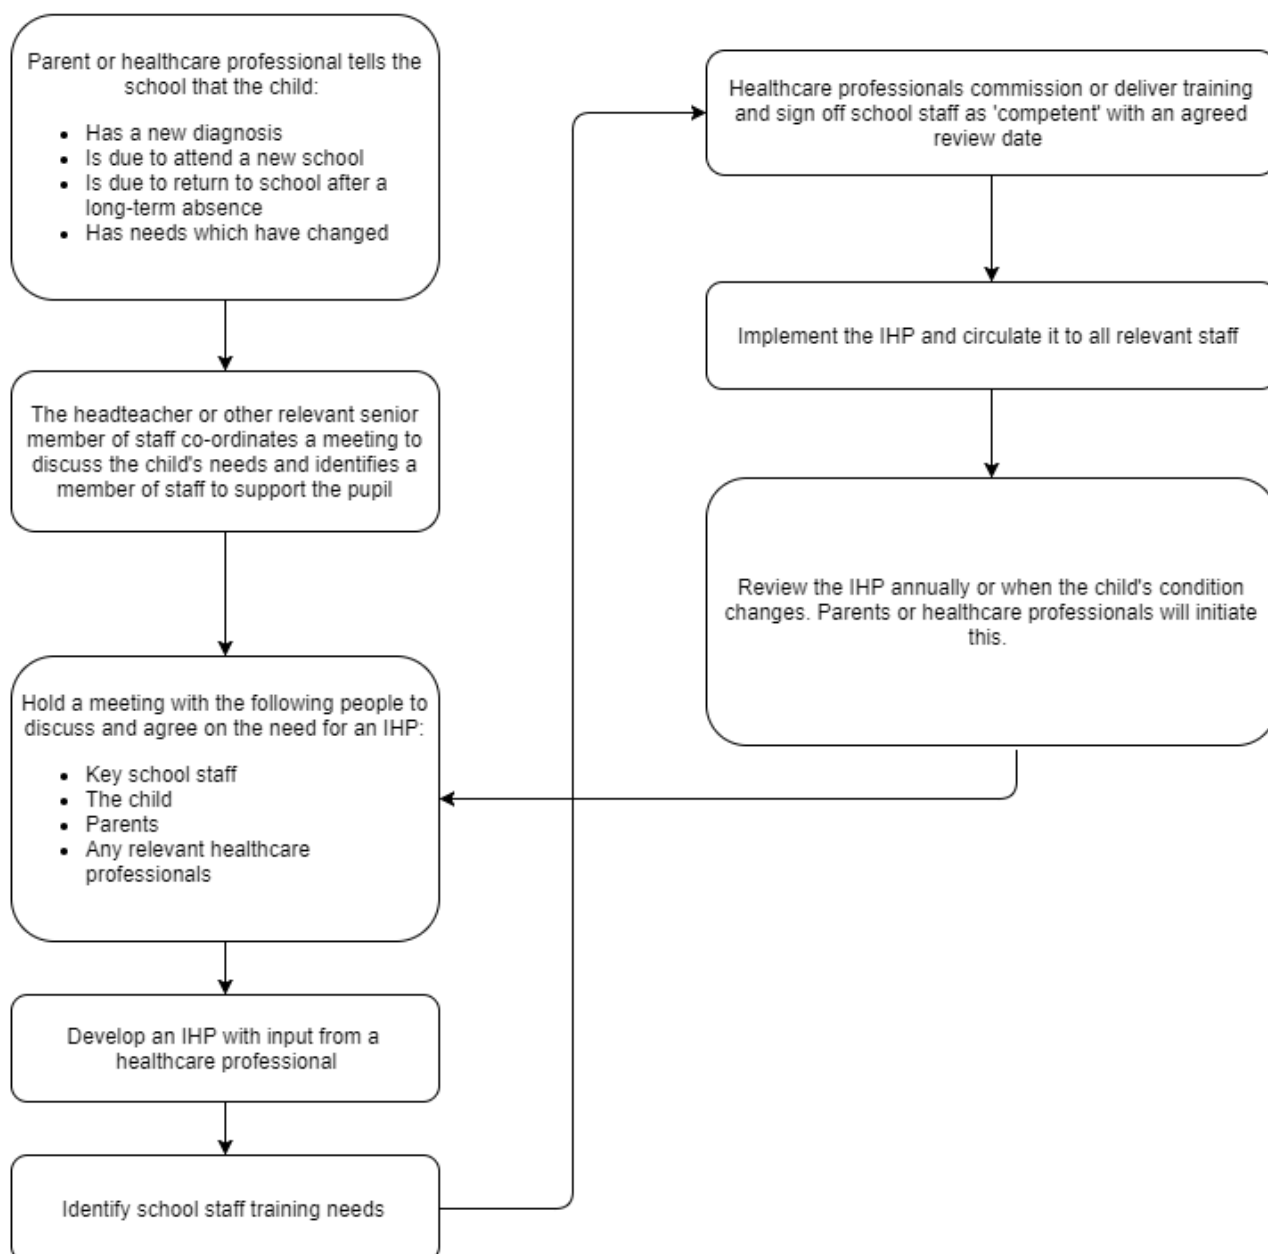 Parent or healthcare professional tells the
school that the child:
• Has a new diagnosis
• Is due to attend a new school
• Is due to return to school after a
long-term absence
• Has needs which have changed
The headteacher or other relevant senior
member of staff co-ordinates a meeting to
discuss the child's needs and identifies a
member of staff to support the pupil
Hold a meeting with the following people to
discuss and agree on the need for an IHP:
• Key school staff
• The child
• Parents
• Any relevant healthcare
professionals
Develop an IHP with input from a
healthcare professional
Identify school staff training needs
Healthcare professionals commission or deliver training
and sign off school staff as 'competent' with an agreed
review date
Implement the IHP and circulate it to all relevant staff
Review the IHP annually or when the child's condition
changes. Parents or healthcare professionals will initiate
this.